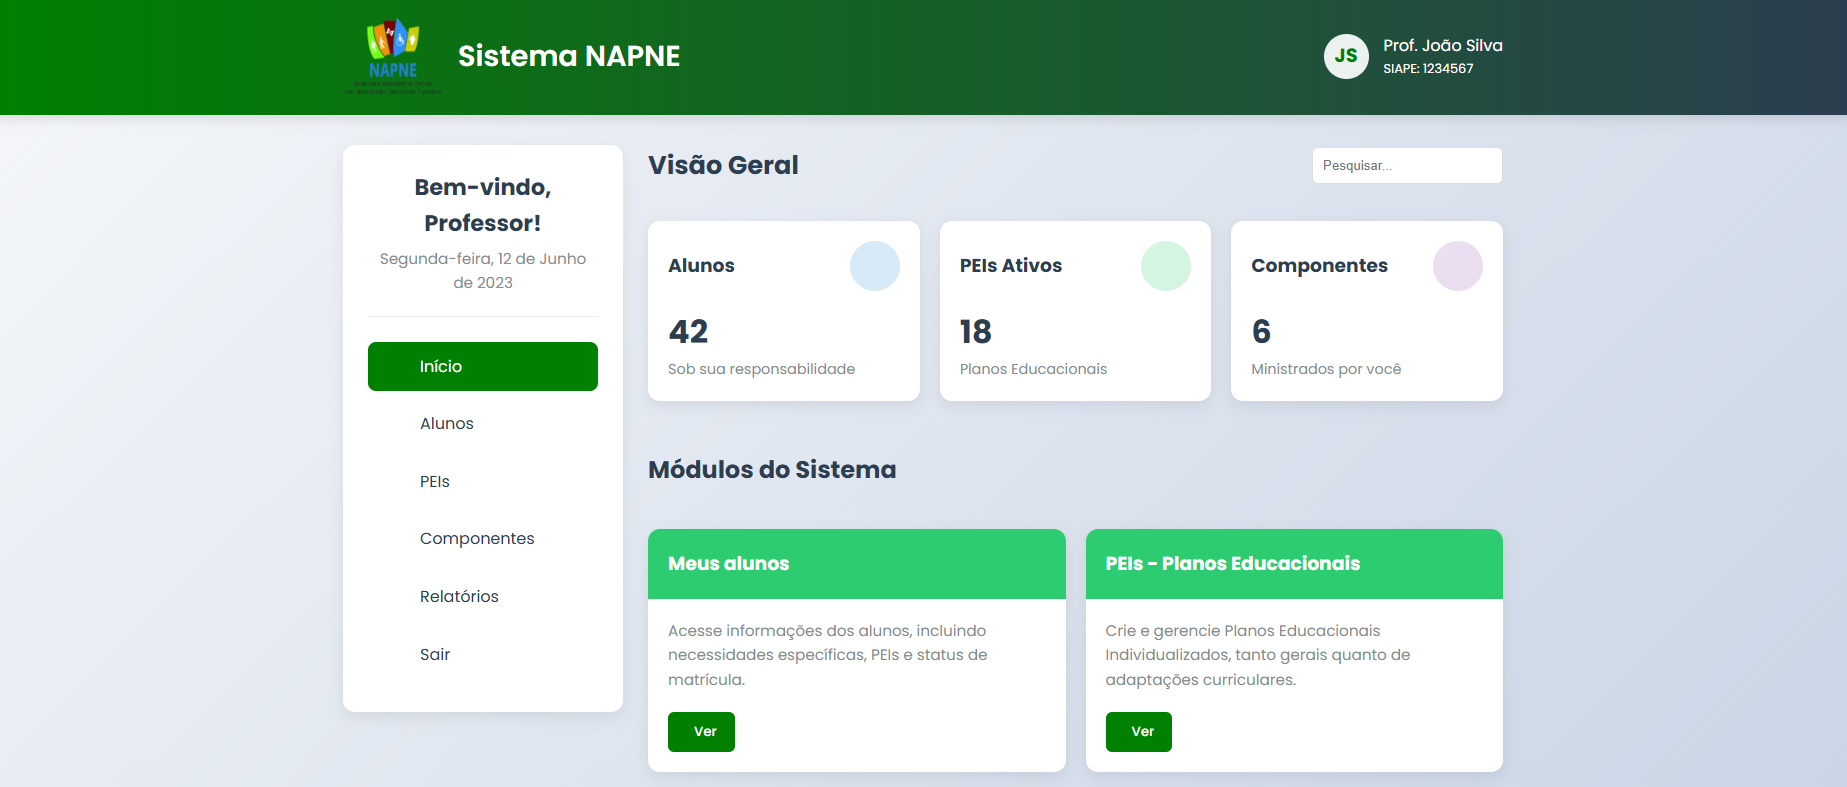 NAPNE
Sistema NAPNE
JS
Prof. João Silva
SIAPE: 1234567
Bem-vindo,
Professor!
Segunda-feira, 12 de Junho
de 2023
Início
Alunos
PEIs
Componentes
Relatórios
Sair
Visão Geral
Pesquisar...
Alunos
42
Sob sua responsabilidade
PEIs Ativos
18
Planos Educacionais
Componentes
6
Ministrados por você
Módulos do Sistema
Meus alunos
Acesse informações dos alunos, incluindo
necessidades específicas, PEIs e status de
matrícula.
Ver
PEIs - Planos Educacionais
Crie e gerencie Planos Educacionais
Individualizados, tanto gerais quanto de
adaptações curriculares.
Ver